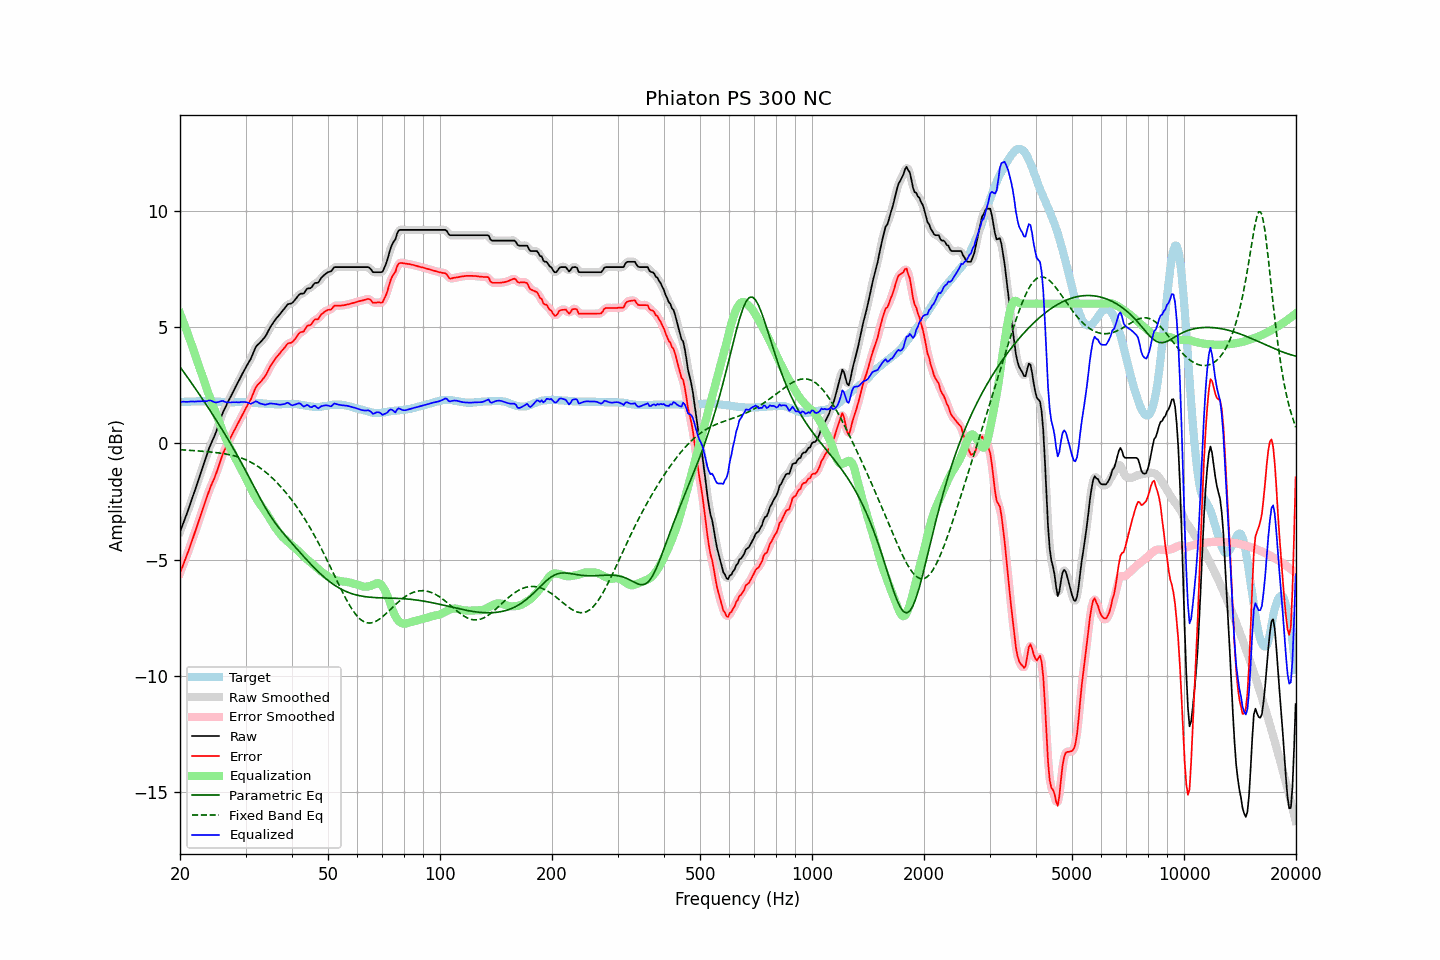 Phiaton PS 300 NC
Amplitude (dBr)
10
5
0
−5
−10
−15
Target
Raw Smoothed
Error Smoothed
Raw
Error
Equalization
Parametric Eq
Fixed Band Eq
Equalized
20 50 100 200 500 1000 2000 5000 10000 20000
Frequency (Hz)